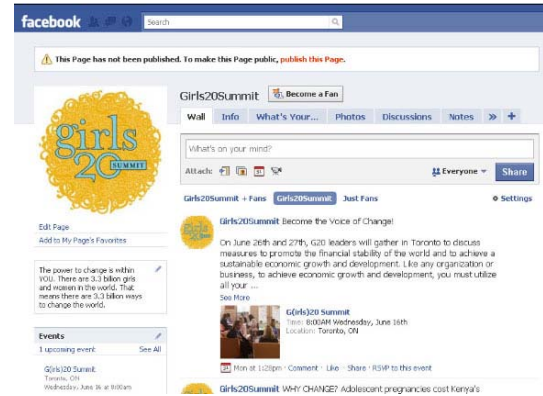 facebook
Search
This Page has not been published. To make this Page public, publish this Page.
girls
20 SUMMIT
Girls20Summit Become a Fan
Wall Info What's Your... Photos Discussions Notes » +
What's on your mind?
Attach: Everyone Share
Girls20Summit + Fans Girls20Summit Just Fans Settings
Edit Page
Add to My Page's Favorites
The power to change is within
YOU. There are 3.3 billion girls
and women in the world. That
means there are 3.3 billion ways
to change the world.
Events
1 upcoming event See All
G(irls)20 Summit
Toronto, ON
Wednesday, June 16 at 8:00am
Girls20Summit Become the Voice of Change!
On June 26th and 27th, G20 leaders will gather in Toronto to discuss
measures to promote the financial stability of the world and to achieve a
sustainable economic growth and development. Like any organization or
business, to achieve economic growth and development, you must utilize
all your ...
See More
G(irls)20 Summit
Time: 8:00AM Wednesday, June 16th
Location: Toronto, ON
Mon at 1:28pm · Comment · Like · Share · RSVP to this event
Girls20Summit WHY CHANGE? Adolescent pregnancies cost Kenya's